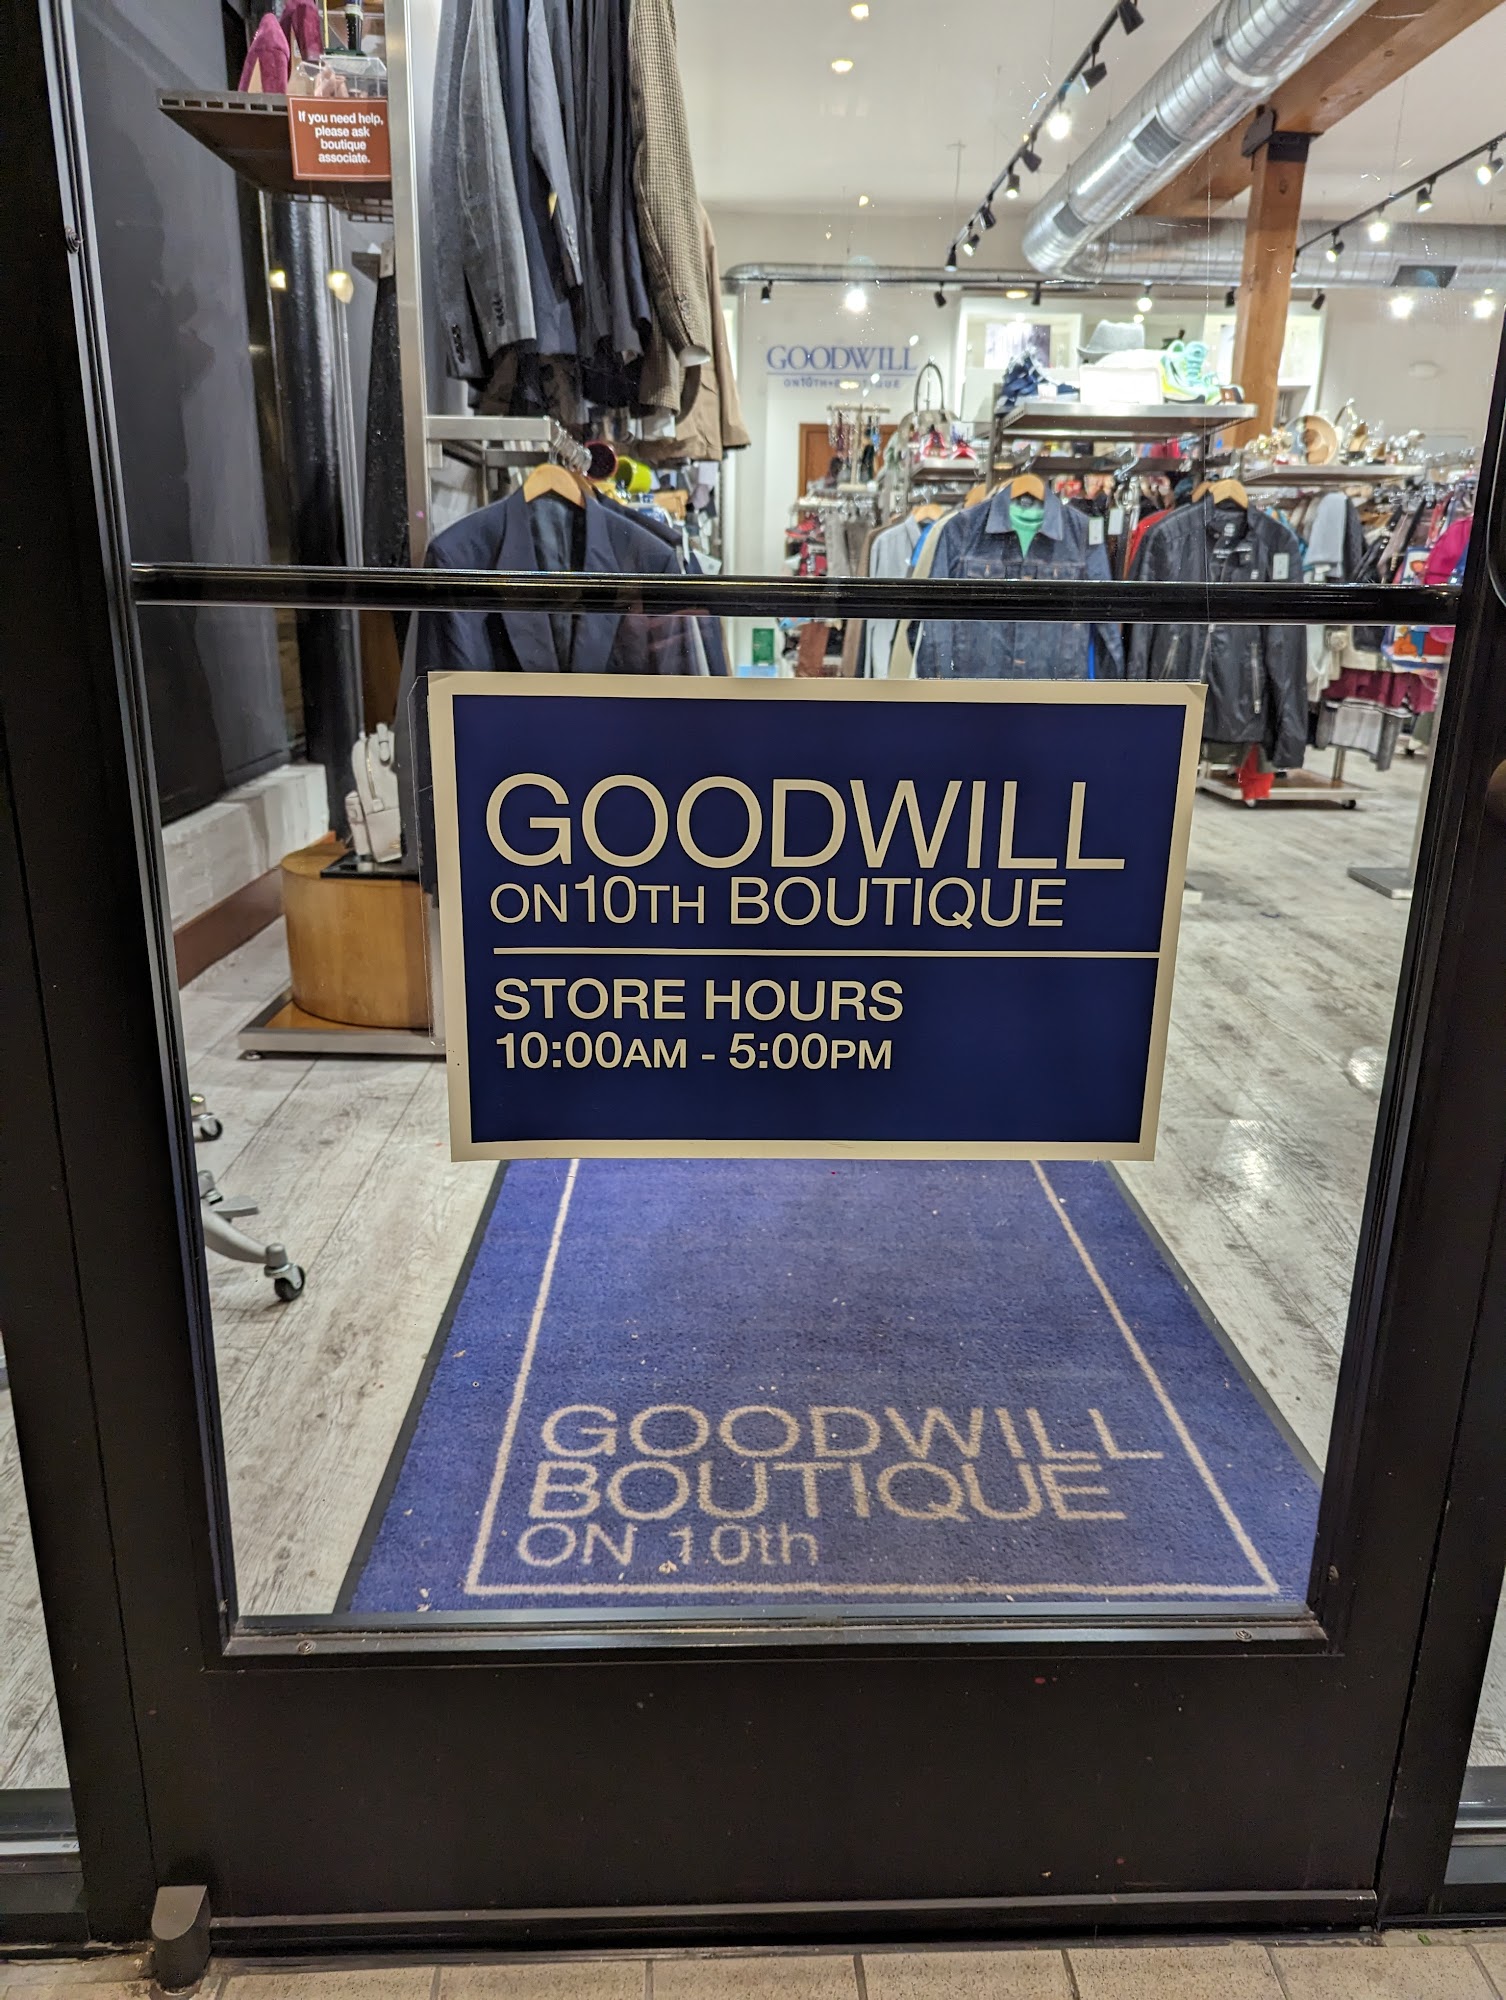 If you need help,
please ask
boutique
associate.
GOODWILL
ON10TH•BOUTIQUE
GOODWILL
ON10TH BOUTIQUE
STORE HOURS
10:00AM - 5:00PM
GOODWILL
BOUTIQUE
ON 10th